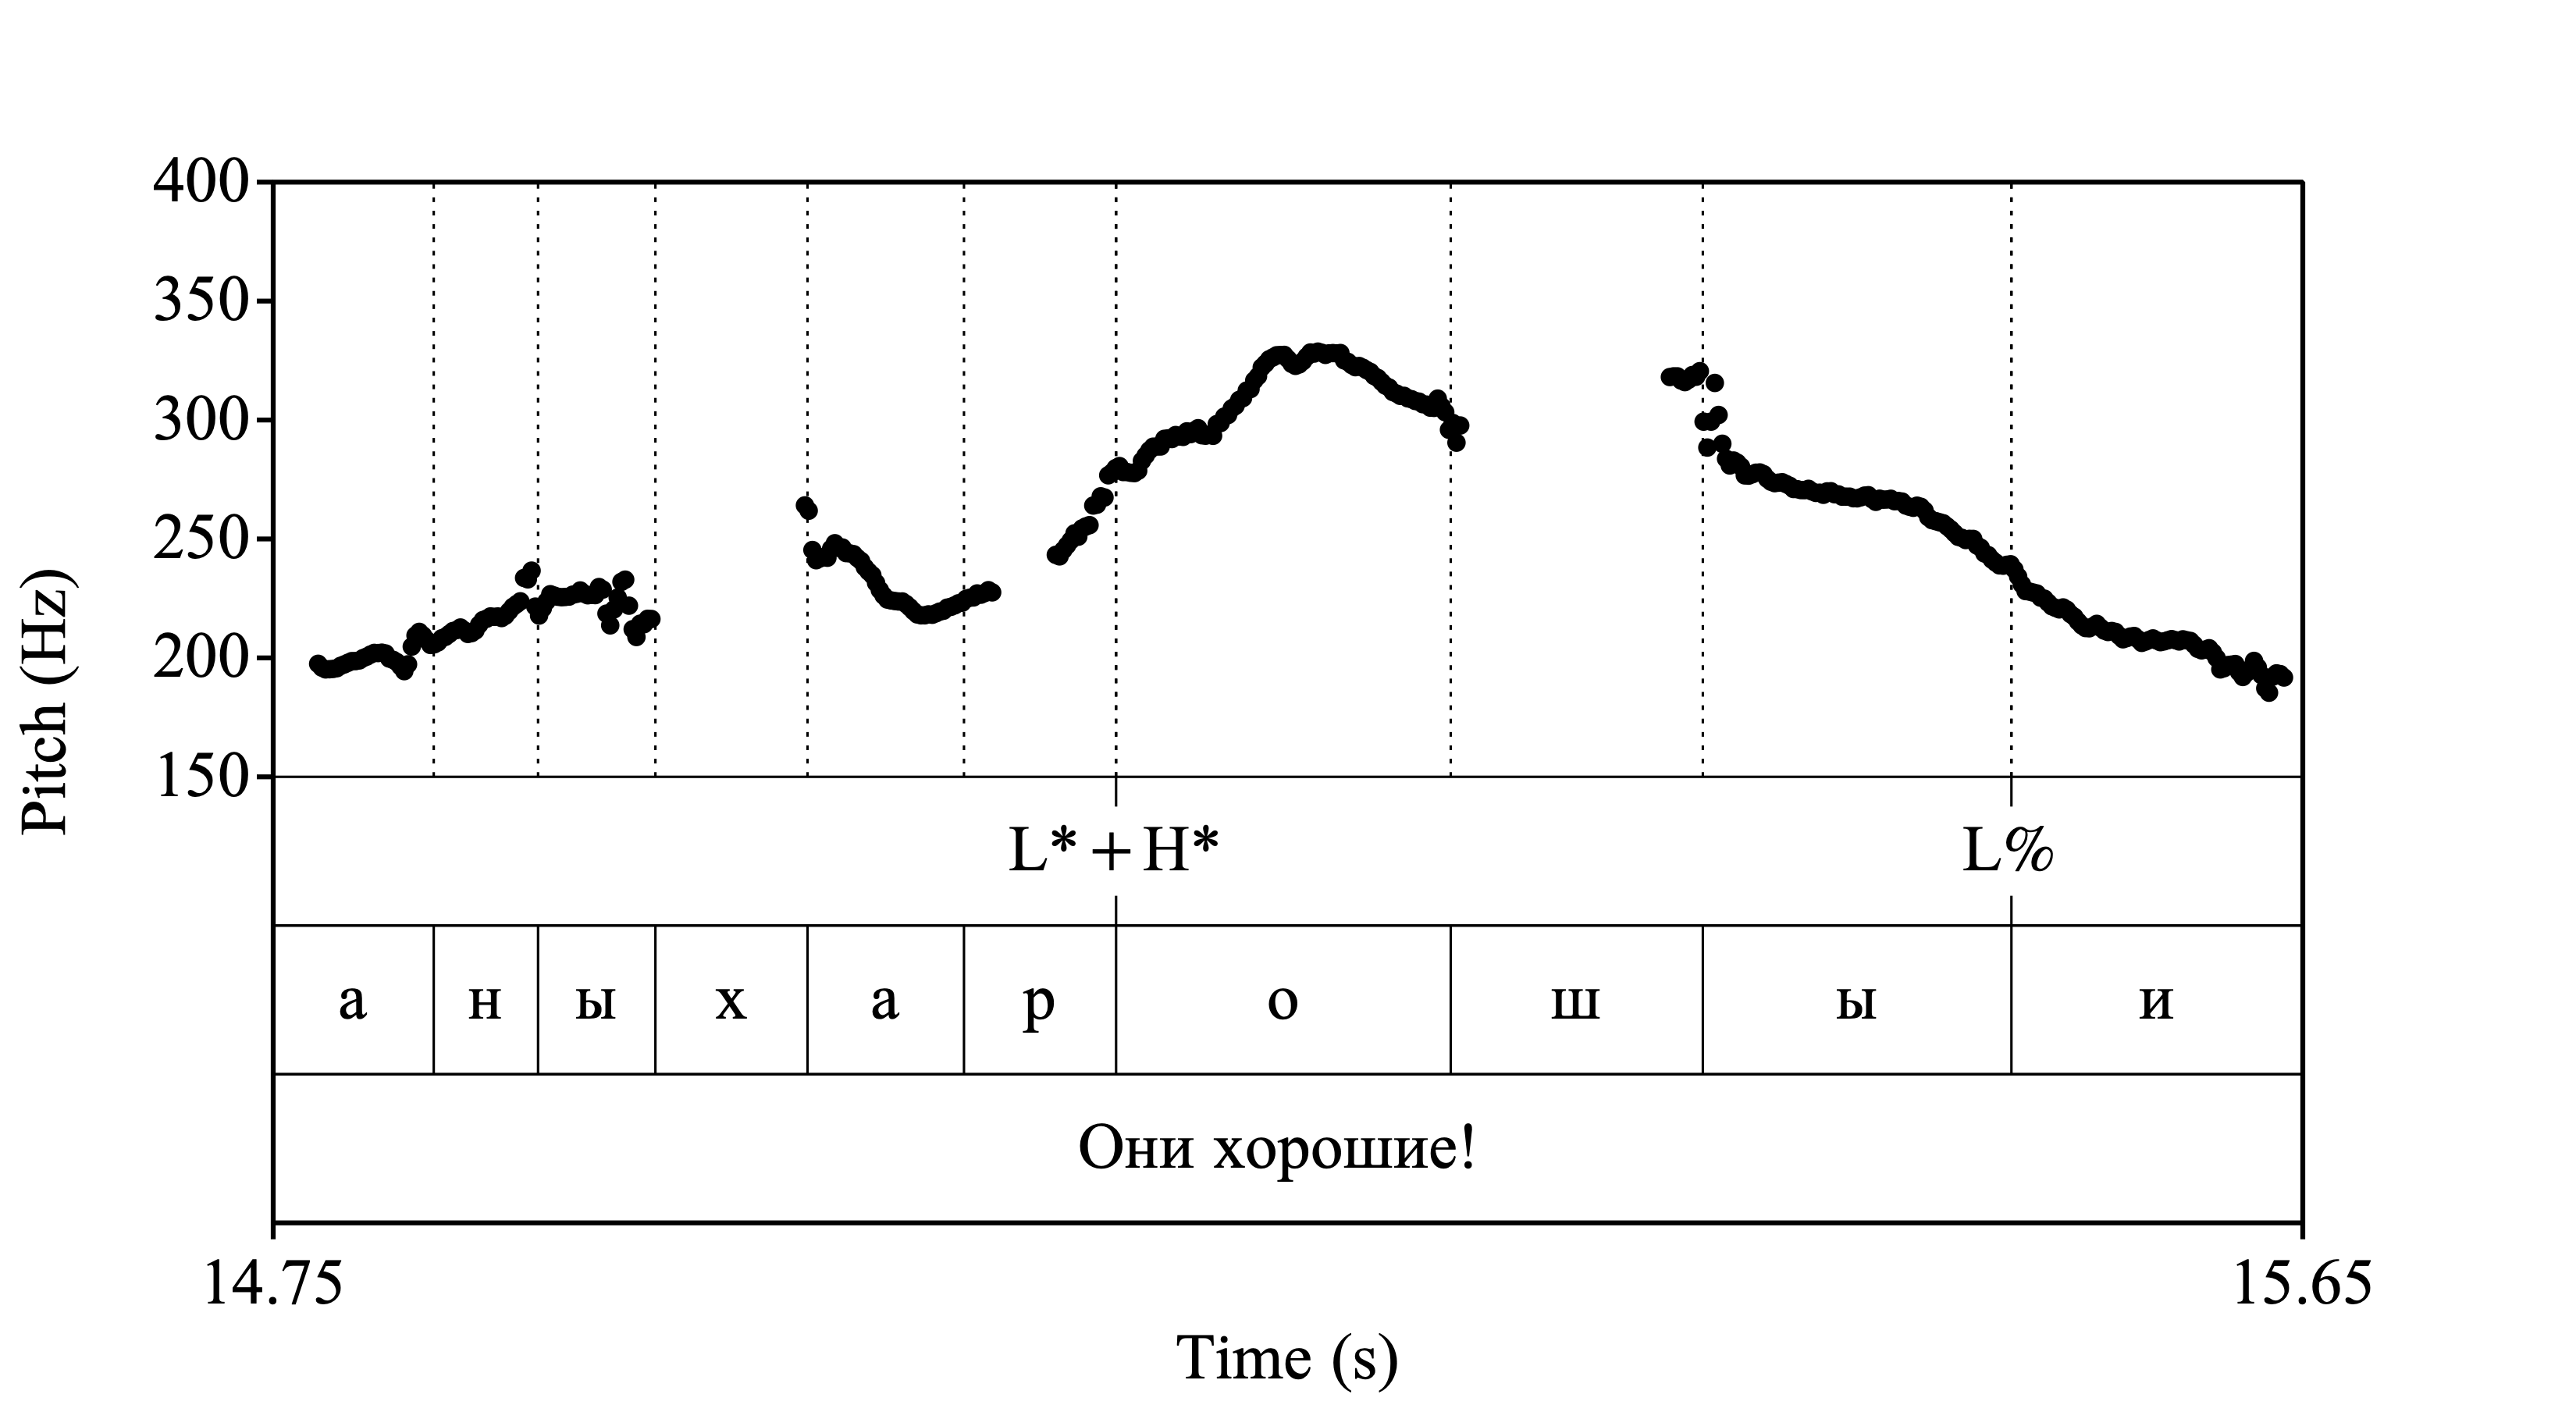 400
350
300
250
200
150
Pitch (Hz)
L*+H* L%
а н ы х а р о ш ы и
Они хорошие!
14.75 15.65
Time (s)